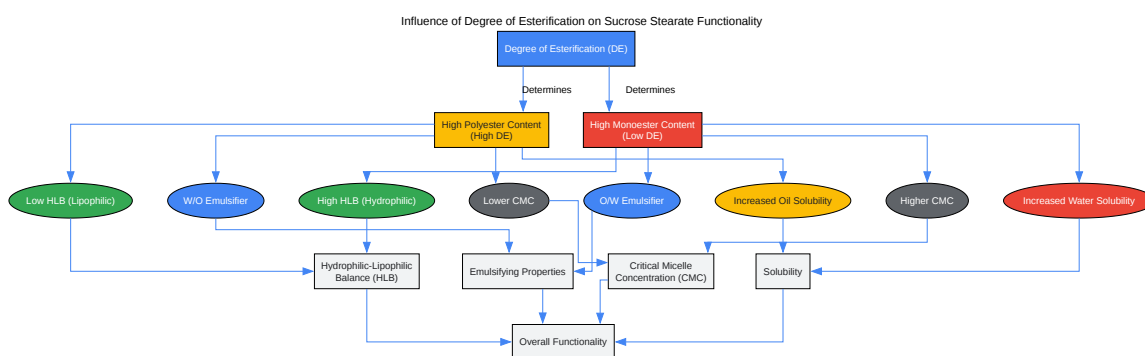 Influence of Degree of Esterification on Sucrose Stearate Functionality
Degree of Esterification (DE)
Determines
Determines
High Polyester Content
(High DE)
High Monoester Content
(Low DE)
Low HLB (Lipophilic)
W/O Emulsifier
High HLB (Hydrophilic)
Lower CMC
O/W Emulsifier
Increased Oil Solubility
Higher CMC
Increased Water Solubility
Hydrophilic-Lipophilic
Balance (HLB)
Emulsifying Properties
Critical Micelle
Concentration (CMC)
Solubility
Overall Functionality